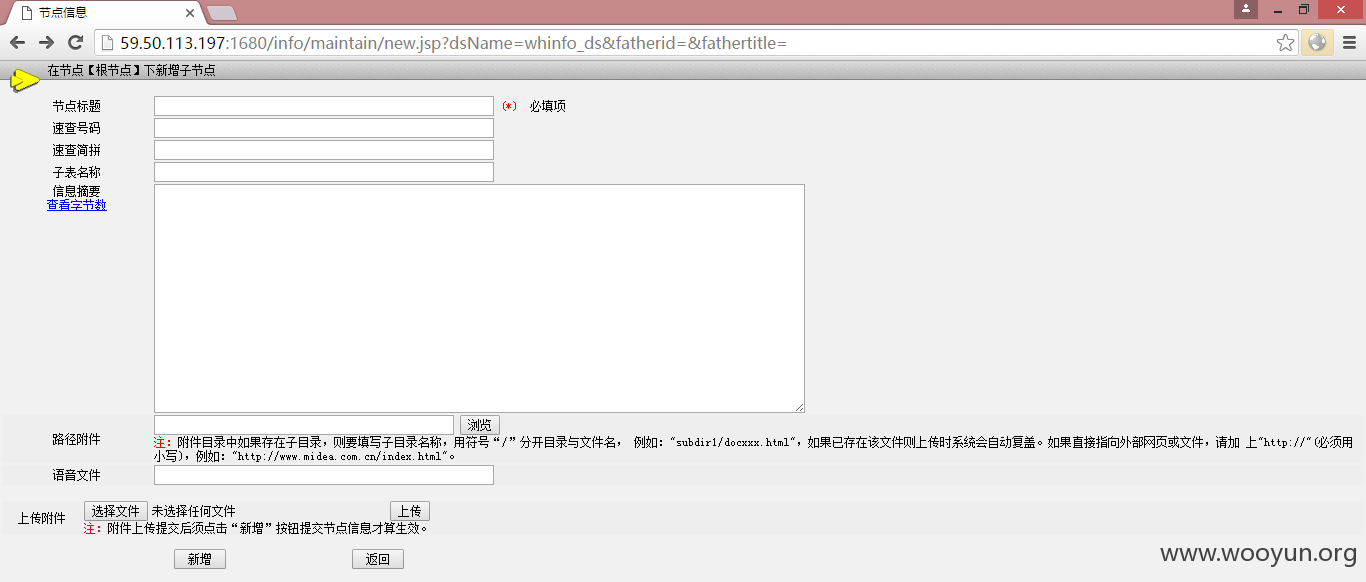 节点信息
59.50.113.197:1680/info/maintain/new.jsp?dsName=whinfo_ds&fatherid=&fathertitle=
在节点【根节点】下新增子节点
节点标题 (*) 必填项
速查号码
速查简拼
子表名称
信息摘要
查看字节数
路径附件 浏览
注：附件目录中如果存在子目录，则要填写子目录名称，用符号“/”分开目录与文件名， 例如："subdir1/docxxx.html"，如果已存在该文件则上传时系统会自动复盖。如果直接指向外部网页或文件，请加 上"http://"(必须用
小写)，例如："http://www.midea.com.cn/index.html"。
语音文件
上传附件 选择文件 未选择任何文件 上传
注：附件上传提交后须点击“新增”按钮提交节点信息才算生效。
新增 返回
www.wooyun.org